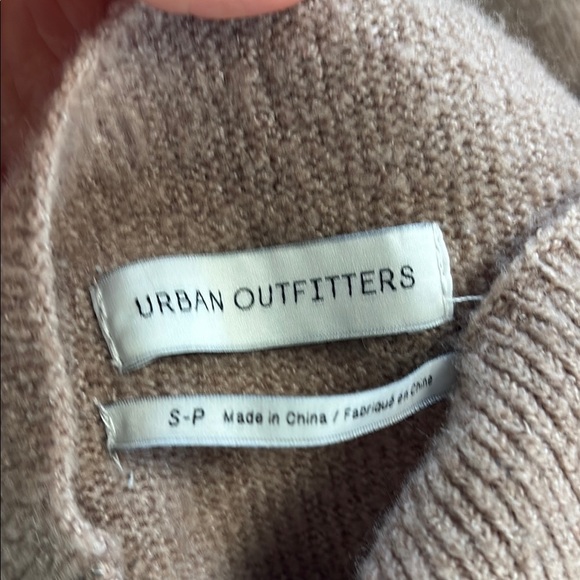 URBAN OUTFITTERS
S-P Made in China / Fabriqué en Chine